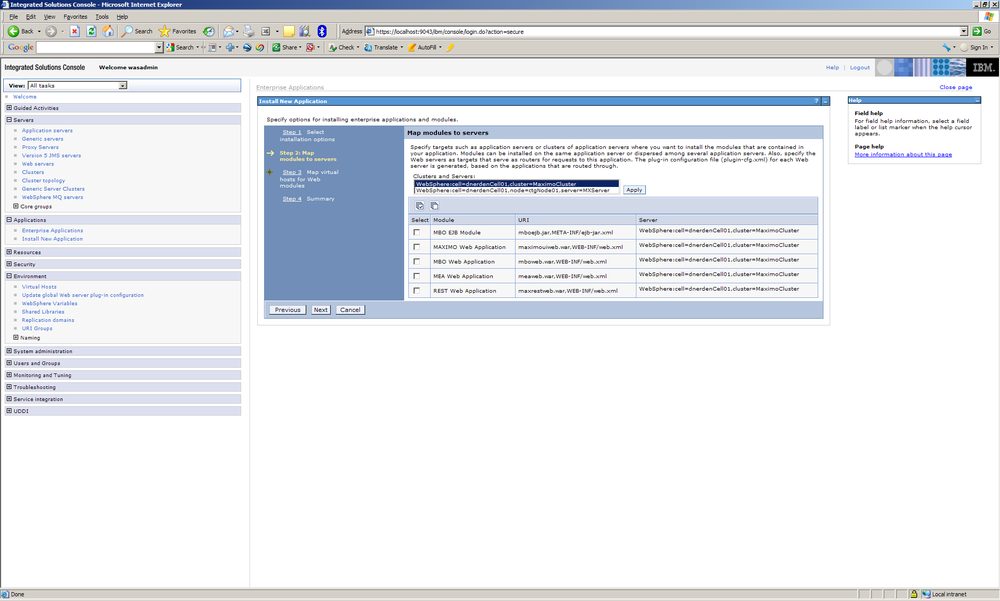 Integrated Solutions Console - Microsoft Internet Explorer
File Edit View Favorites Tools Help
Back Search Favorites Address https://localhost:9043/ibm/console/login.do?action=secure Go
Google Search Share Check Translate AutoFill Sign In
Integrated Solutions Console Welcome wasadmin Help | Logout IBM.
View: All tasks
Welcome
Guided Activities
Servers
Application servers
Generic servers
Proxy Servers
Version 5 JMS servers
Web servers
Clusters
Cluster topology
Generic Server Clusters
WebSphere MQ servers
Core groups
Applications
Enterprise Applications
Install New Application
Resources
Security
Environment
Virtual Hosts
Update global Web server plug-in configuration
WebSphere Variables
Shared Libraries
Replication domains
URI Groups
Naming
System administration
Users and Groups
Monitoring and Tuning
Troubleshooting
Service integration
UDDI
Enterprise Applications Close page
Install New Application ?
Specify options for installing enterprise applications and modules.
Step 1 Select
installation options
Step 2: Map
modules to servers
Step 3 Map virtual
hosts for Web
modules
Step 4 Summary
Map modules to servers
Specify targets such as application servers or clusters of application servers where you want to install the modules that are contained in
your application. Modules can be installed on the same application server or dispersed among several application servers. Also, specify the
Web servers as targets that serve as routers for requests to this application. The plug-in configuration file (plugin-cfg.xml) for each Web
server is generated, based on the applications that are routed through.
Clusters and Servers:
WebSphere:cell=dnerdenCell01,cluster=MaximoCluster
WebSphere:cell=dnerdenCell01,node=ctgNode01,server=MXServer
Apply
Select Module URI Server
MBO EJB Module mboejb.jar,META-INF/ejb-jar.xml WebSphere:cell=dnerdenCell01,cluster=MaximoCluster
MAXIMO Web Application maximouiweb.war,WEB-INF/web.xml WebSphere:cell=dnerdenCell01,cluster=MaximoCluster
MBO Web Application mboweb.war,WEB-INF/web.xml WebSphere:cell=dnerdenCell01,cluster=MaximoCluster
MEA Web Application meaweb.war,WEB-INF/web.xml WebSphere:cell=dnerdenCell01,cluster=MaximoCluster
REST Web Application maxrestweb.war,WEB-INF/web.xml WebSphere:cell=dnerdenCell01,cluster=MaximoCluster
Previous Next Cancel
Help
Field help
For field help information, select a field
label or list marker when the help cursor
appears.
Page help
More information about this page
Done Local intranet